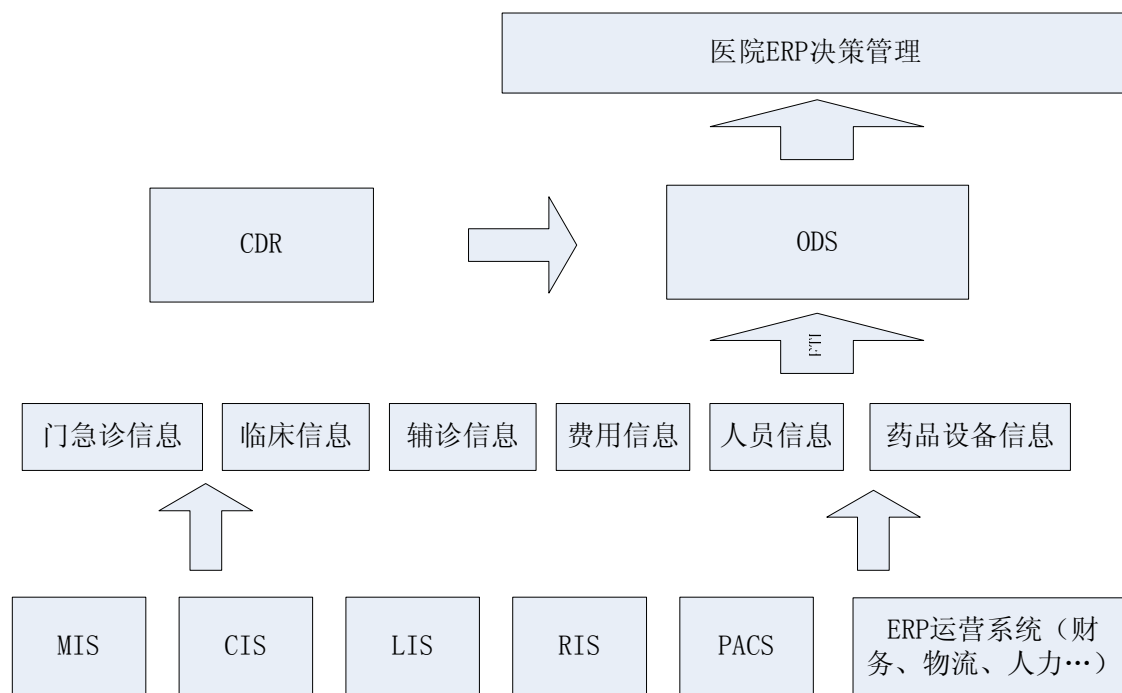 医院ERP决策管理
CDR
ODS
ETL
门急诊信息
临床信息
辅诊信息
费用信息
人员信息
药品设备信息
MIS
CIS
LIS
RIS
PACS
ERP运营系统（财
务、物流、人力…）